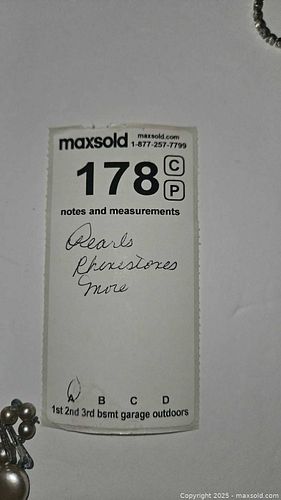 maxsold maxsold.com
1-877-257-7799
178 C
P
notes and measurements
Pearls
Rhinestones
more
A B C D
1st 2nd 3rd bsmt garage outdoors
Copyright 2025 - maxsold.com